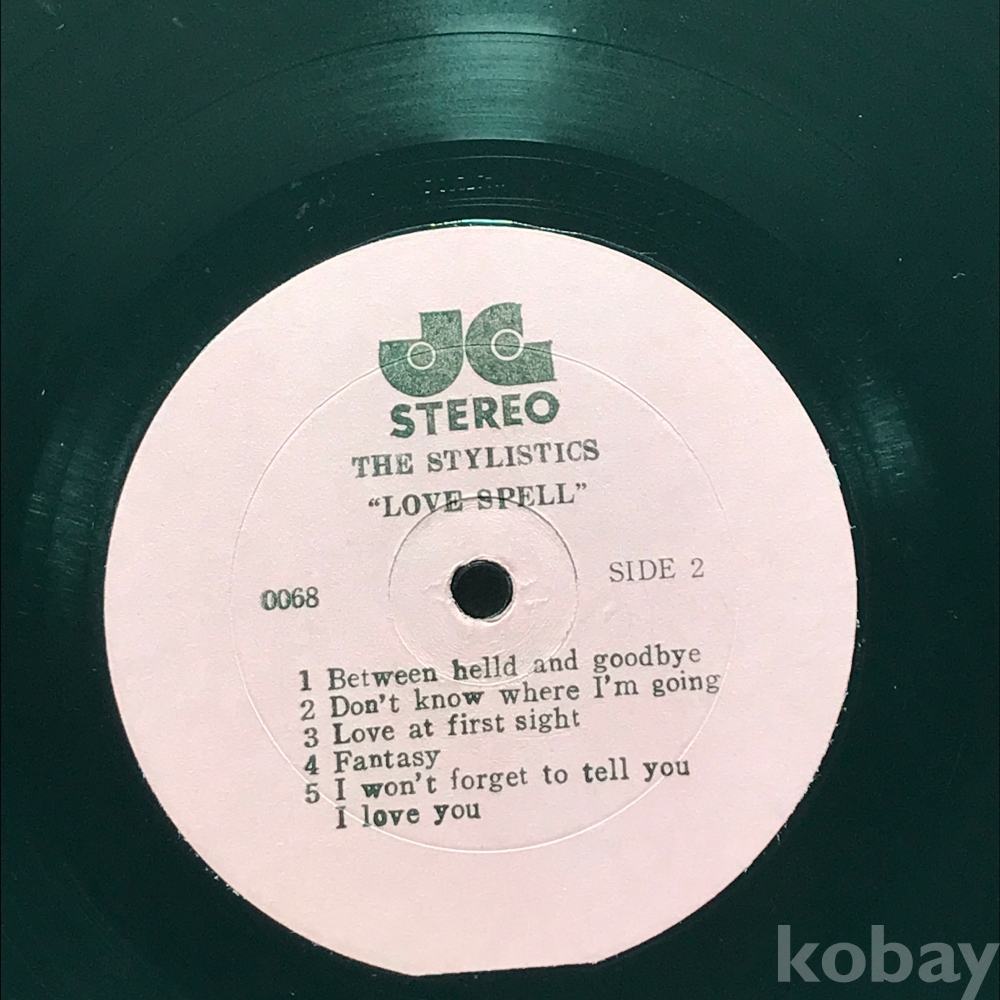 JC
STEREO
THE STYLISTICS
“LOVE SPELL”
SIDE 2
0068
1 Between helld and goodbye
2 Don't know where I'm going
3 Love at first sight
4 Fantasy
5 I won't forget to tell you
I love you
kobay